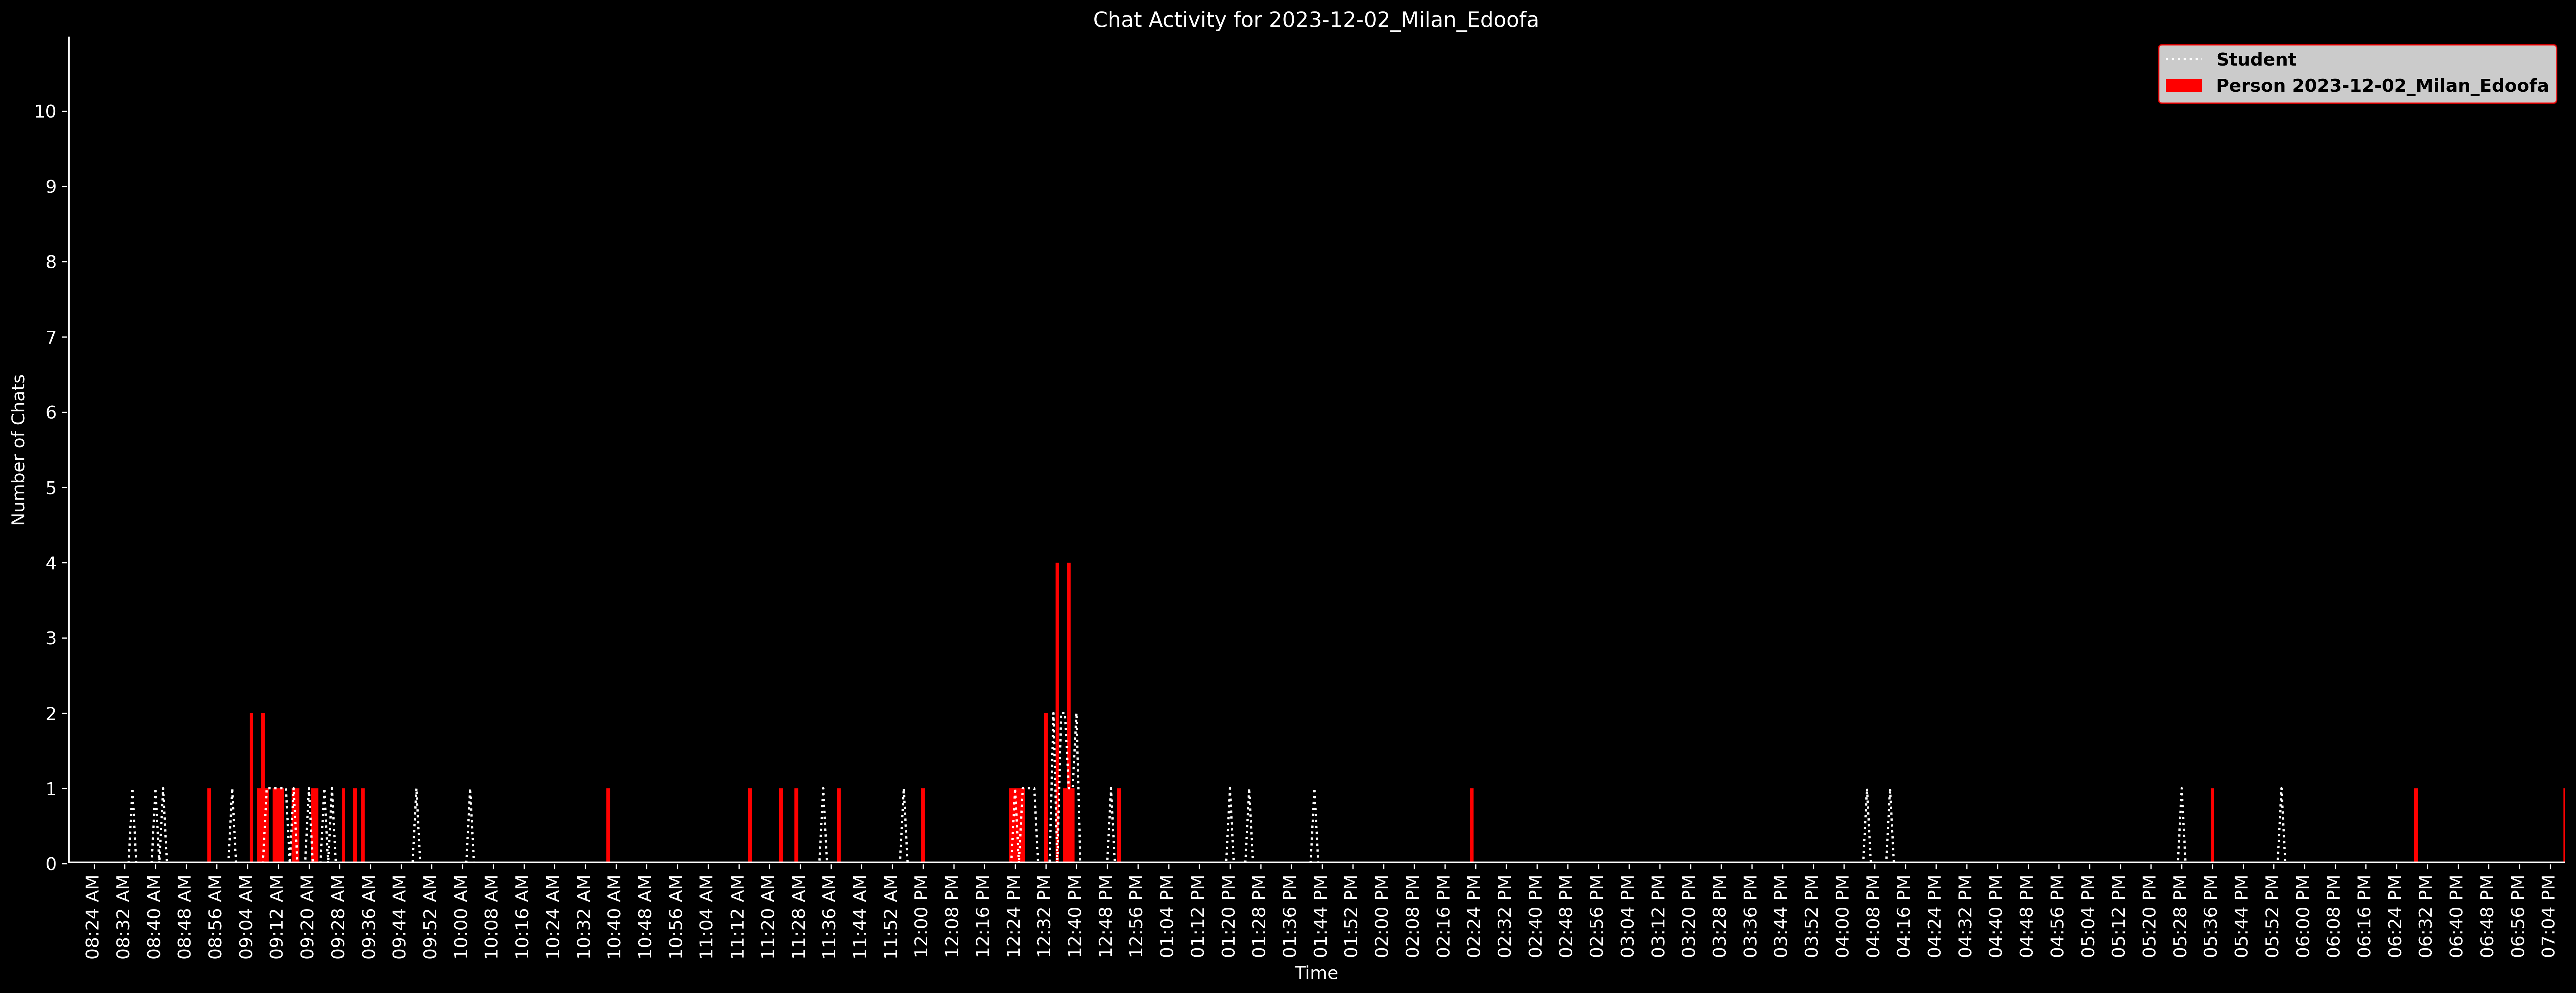 Chat Activity for 2023-12-02_Milan_Edoofa
Student
Person 2023-12-02_Milan_Edoofa
Number of Chats
10
9
8
7
6
5
4
3
2
1
0
08:24 AM
08:32 AM
08:40 AM
08:48 AM
08:56 AM
09:04 AM
09:12 AM
09:20 AM
09:28 AM
09:36 AM
09:44 AM
09:52 AM
10:00 AM
10:08 AM
10:16 AM
10:24 AM
10:32 AM
10:40 AM
10:48 AM
10:56 AM
11:04 AM
11:12 AM
11:20 AM
11:28 AM
11:36 AM
11:44 AM
11:52 AM
12:00 PM
12:08 PM
12:16 PM
12:24 PM
12:32 PM
12:40 PM
12:48 PM
12:56 PM
01:04 PM
01:12 PM
01:20 PM
01:28 PM
01:36 PM
01:44 PM
01:52 PM
02:00 PM
02:08 PM
02:16 PM
02:24 PM
02:32 PM
02:40 PM
02:48 PM
02:56 PM
03:04 PM
03:12 PM
03:20 PM
03:28 PM
03:36 PM
03:44 PM
03:52 PM
04:00 PM
04:08 PM
04:16 PM
04:24 PM
04:32 PM
04:40 PM
04:48 PM
04:56 PM
05:04 PM
05:12 PM
05:20 PM
05:28 PM
05:36 PM
05:44 PM
05:52 PM
06:00 PM
06:08 PM
06:16 PM
06:24 PM
06:32 PM
06:40 PM
06:48 PM
06:56 PM
07:04 PM
Time